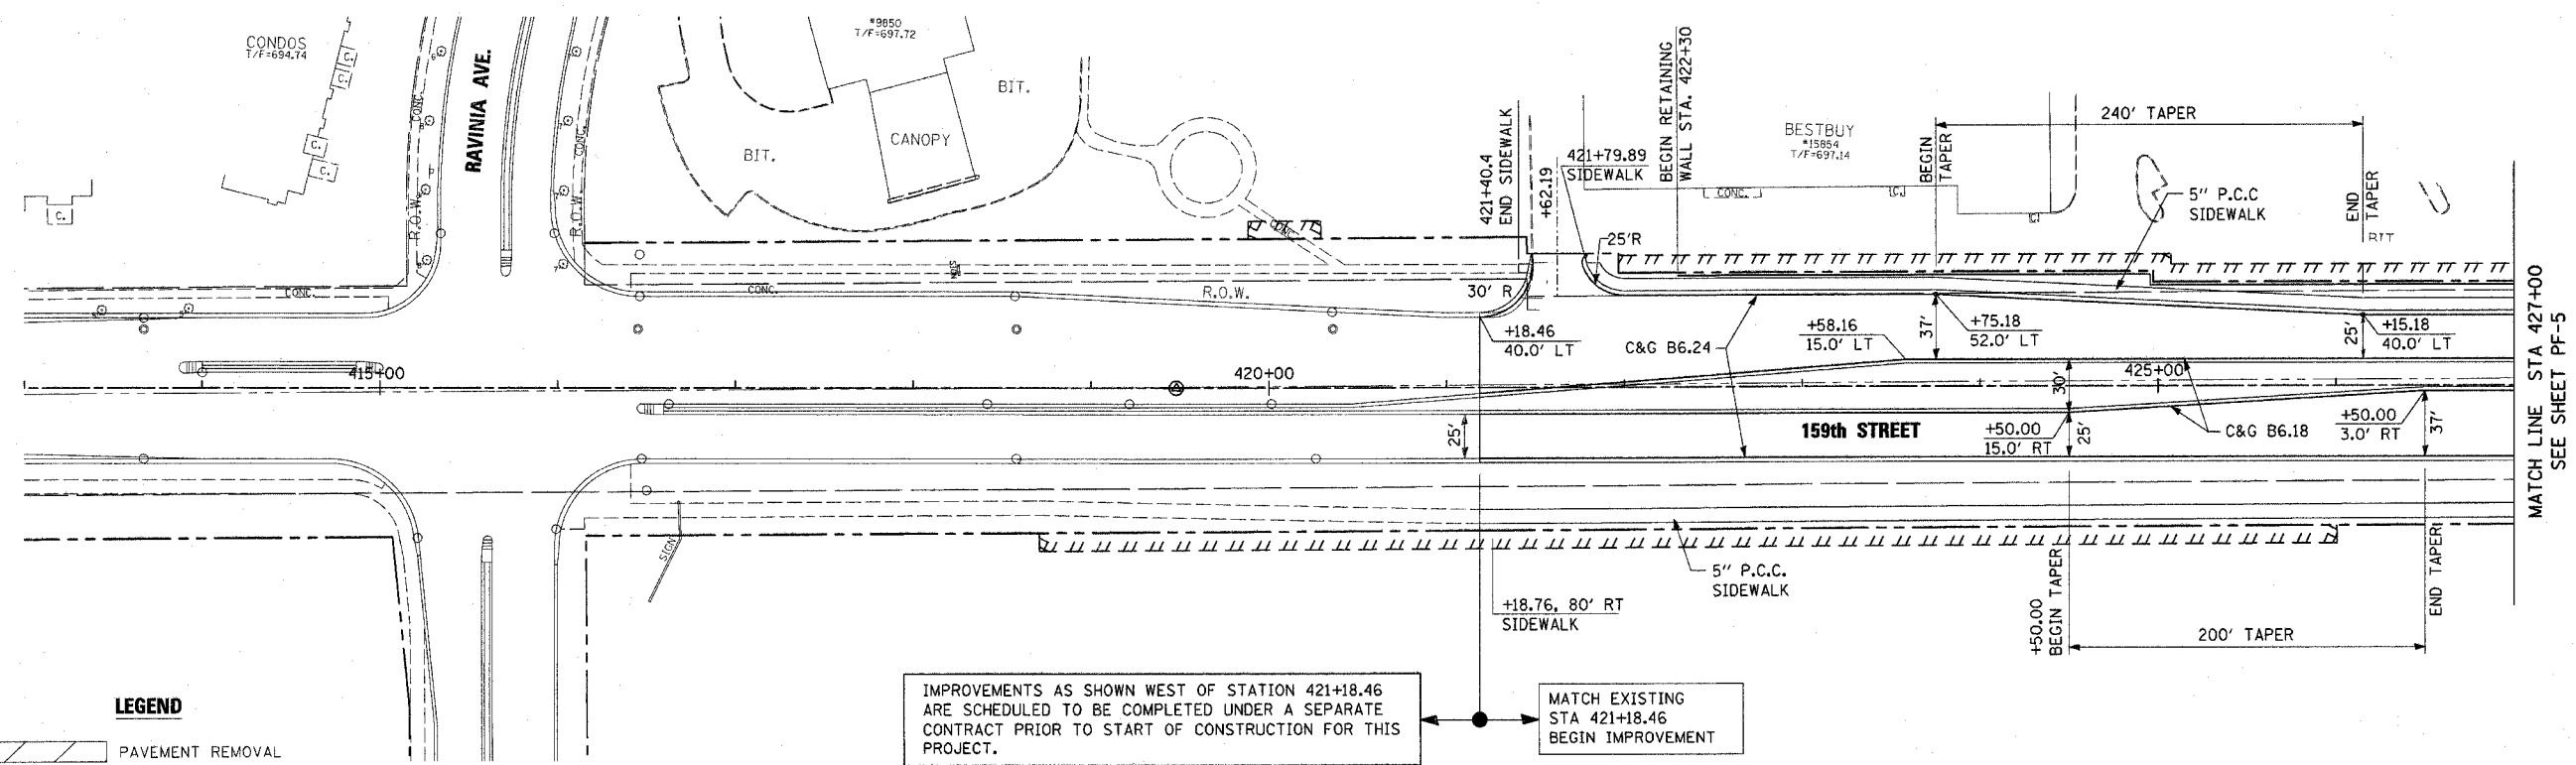 CONDOS
T/F=694.74
C.
C.
C.
C.
C.
CONC.
R.O.W.
RAVINIA AVE.
CONC.
R.O.W.
*9850
T/F=697.72
BIT.
CANOPY
BIT.
CONC.
CONC.
CONC.
SIGN
R.O.W.
30' R
421+40.4
END SIDEWALK
+62.19
421+79.89
SIDEWALK
25'R
BEGIN RETAINING
WALL STA. 422+30
BESTBUY
*15854
T/F=697.14
CONC.
BEGIN
TAPER
240' TAPER
5" P.C.C
SIDEWALK
END
TAPER
BIT
MATCH LINE STA 427+00
SEE SHEET PF-5
415+00
420+00
425+00
+18.46
40.0' LT
C&G B6.24
+58.16
15.0' LT
37'
+75.18
52.0' LT
25'
+15.18
40.0' LT
30'
25'
159th STREET
+50.00
15.0' RT
25'
C&G B6.18
+50.00
3.0' RT
37'
SIGN
5" P.C.C.
SIDEWALK
+18.76, 80' RT
SIDEWALK
+50.00
BEGIN TAPER
200' TAPER
END TAPER
LEGEND
PAVEMENT REMOVAL
IMPROVEMENTS AS SHOWN WEST OF STATION 421+18.46
ARE SCHEDULED TO BE COMPLETED UNDER A SEPARATE
CONTRACT PRIOR TO START OF CONSTRUCTION FOR THIS
PROJECT.
MATCH EXISTING
STA 421+18.46
BEGIN IMPROVEMENT